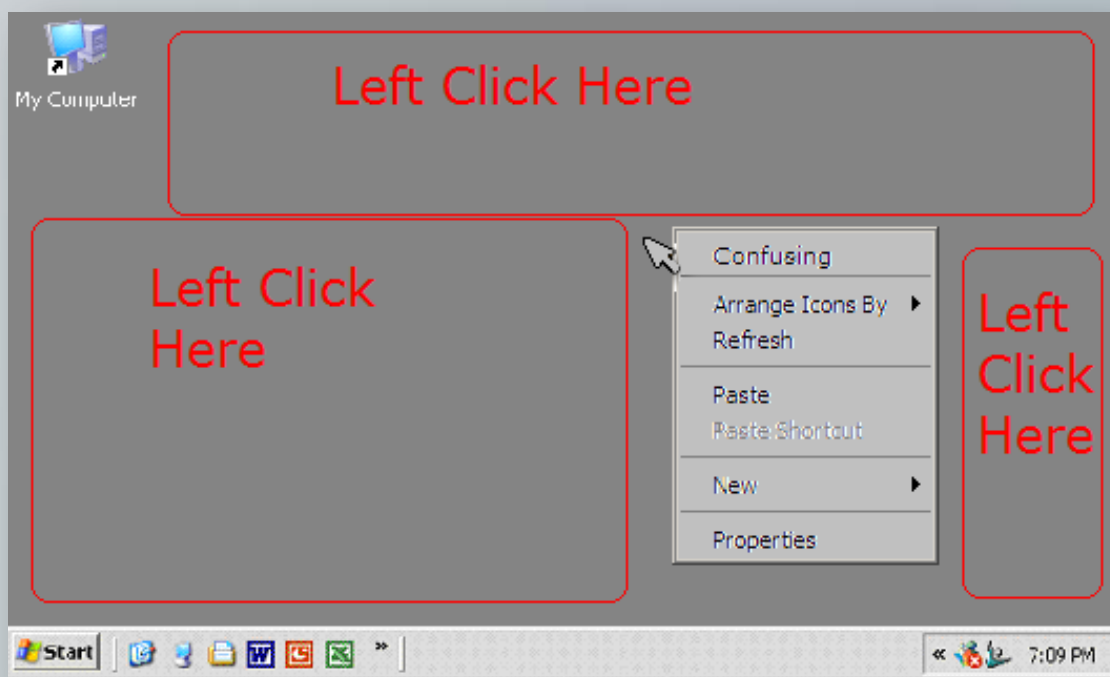 My Computer
Left Click Here
Left Click
Here
Confusing
Arrange Icons By
Refresh
Paste
Paste Shortcut
New
Properties
Left
Click
Here
Start
7:09 PM